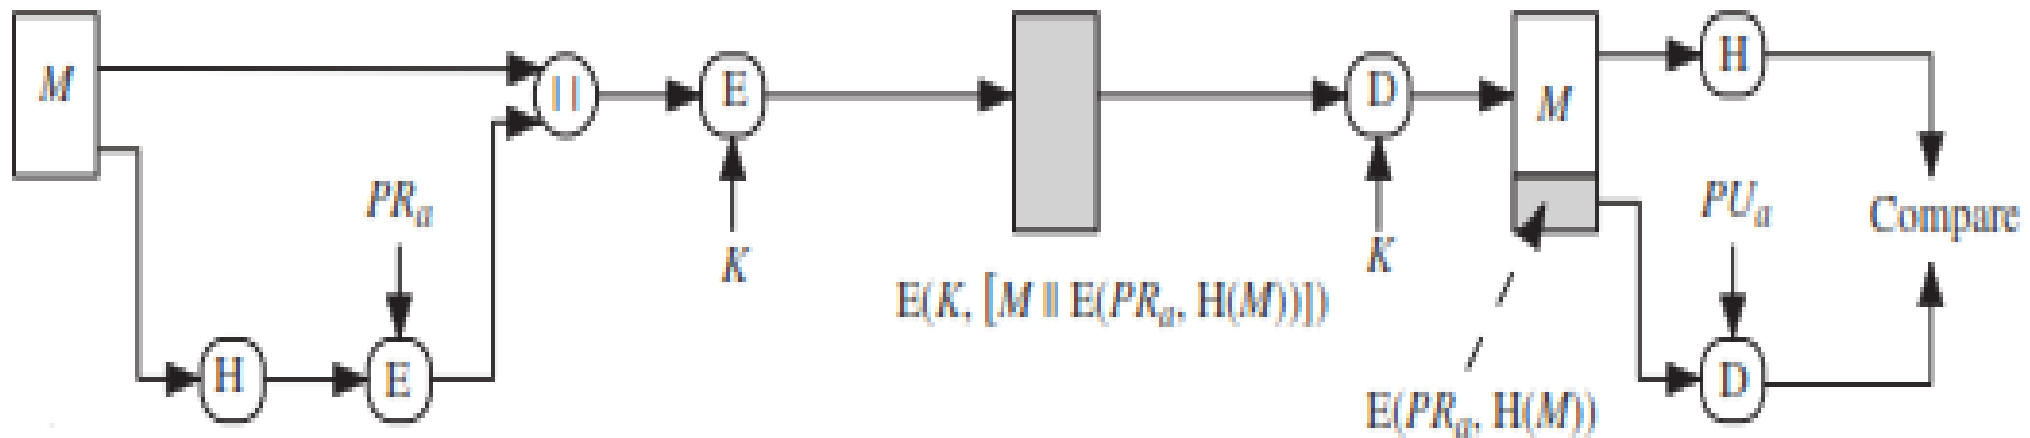 M
||
E
K
PRa
H
E
E(K, [M || E(PRa, H(M))])
D
K
M
H
PUa
D
Compare
E(PRa, H(M))